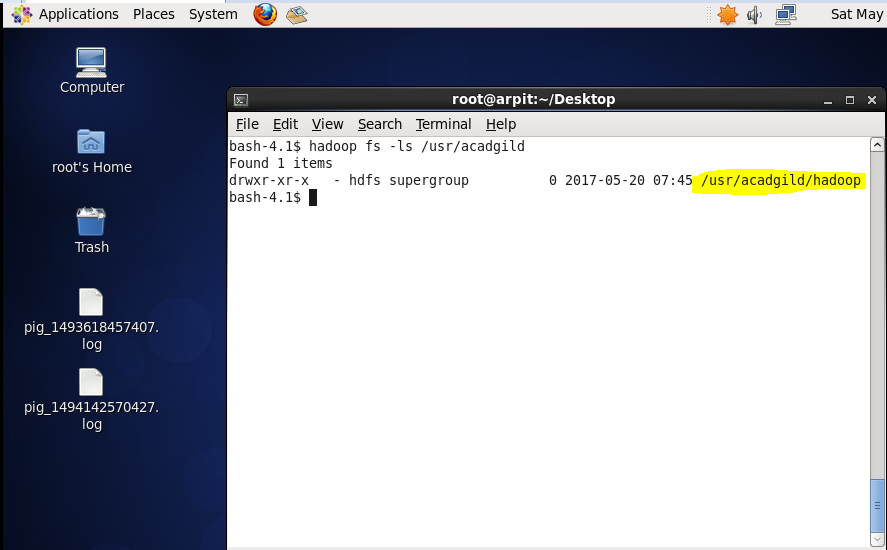 Applications Places System Sat May
Computer
root's Home
Trash
pig_1493618457407.
log
pig_1494142570427.
log
root@arpit:~/Desktop
File Edit View Search Terminal Help
bash-4.1$ hadoop fs -ls /usr/acadgild
Found 1 items
drwxr-xr-x   - hdfs supergroup          0 2017-05-20 07:45 /usr/acadgild/hadoop
bash-4.1$